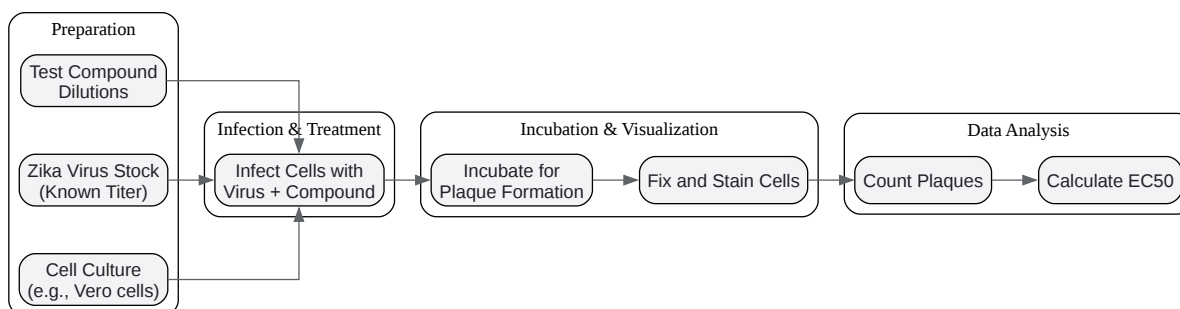 Preparation
Test Compound
Dilutions
Zika Virus Stock
(Known Titer)
Cell Culture
(e.g., Vero cells)
Infection & Treatment
Infect Cells with
Virus + Compound
Incubation & Visualization
Incubate for
Plaque Formation
Fix and Stain Cells
Data Analysis
Count Plaques
Calculate EC50